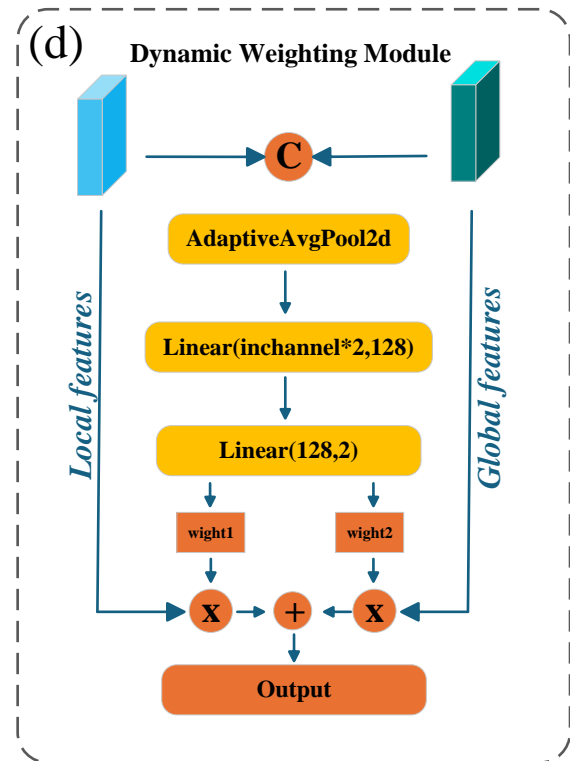 (d)
Dynamic Weighting Module
C
AdaptiveAvgPool2d
Linear(inchannel*2,128)
Linear(128,2)
Local features
Global features
wight1
wight2
x
+
x
Output